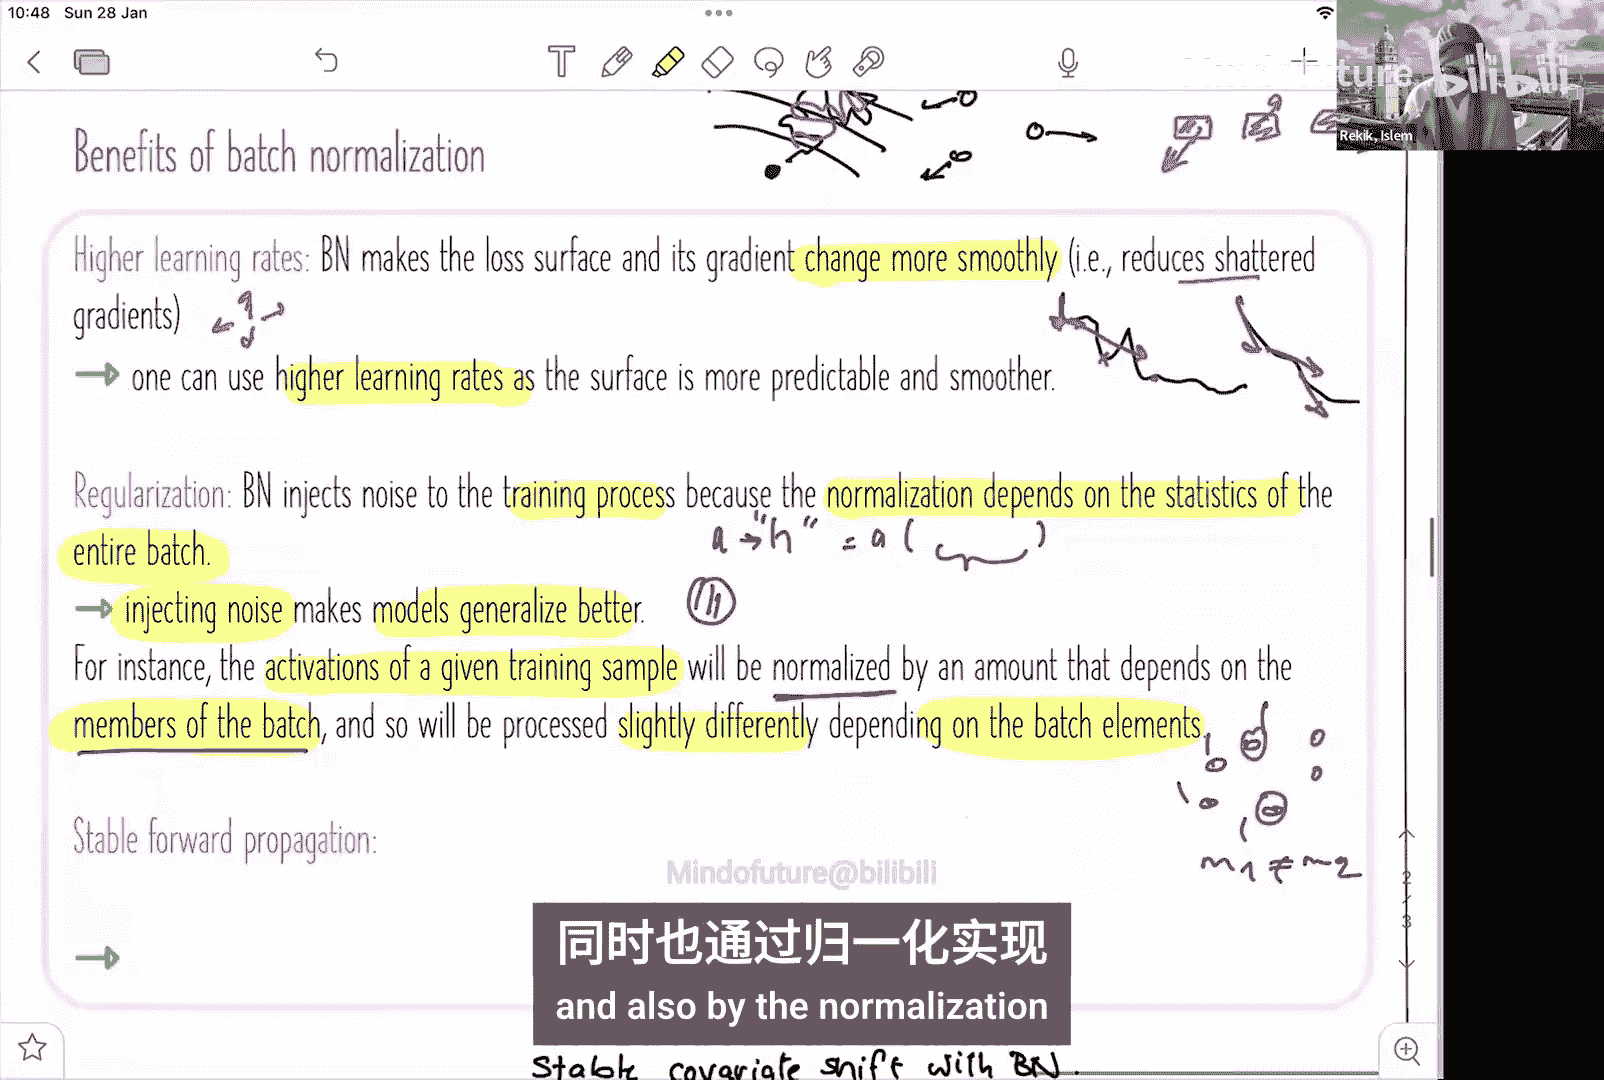 10:48 Sun 28 Jan
ture bilibili
Rekik, Islem
Benefits of batch normalization
Higher learning rates: BN makes the loss surface and its gradient change more smoothly (i.e., reduces shattered
gradients)
→ one can use higher learning rates as the surface is more predictable and smoother.
Regularization: BN injects noise to the training process because the normalization depends on the statistics of the
a → "h" = a ( )
entire batch.
→ injecting noise makes models generalize better.
For instance, the activations of a given training sample will be normalized by an amount that depends on the
members of the batch, and so will be processed slightly differently depending on the batch elements.
m1 ≠ m2
Stable forward propagation:
Mindofuture@bilibili
→
2
3
同时也通过归一化实现
and also by the normalization
Stable covariate shift with BN.